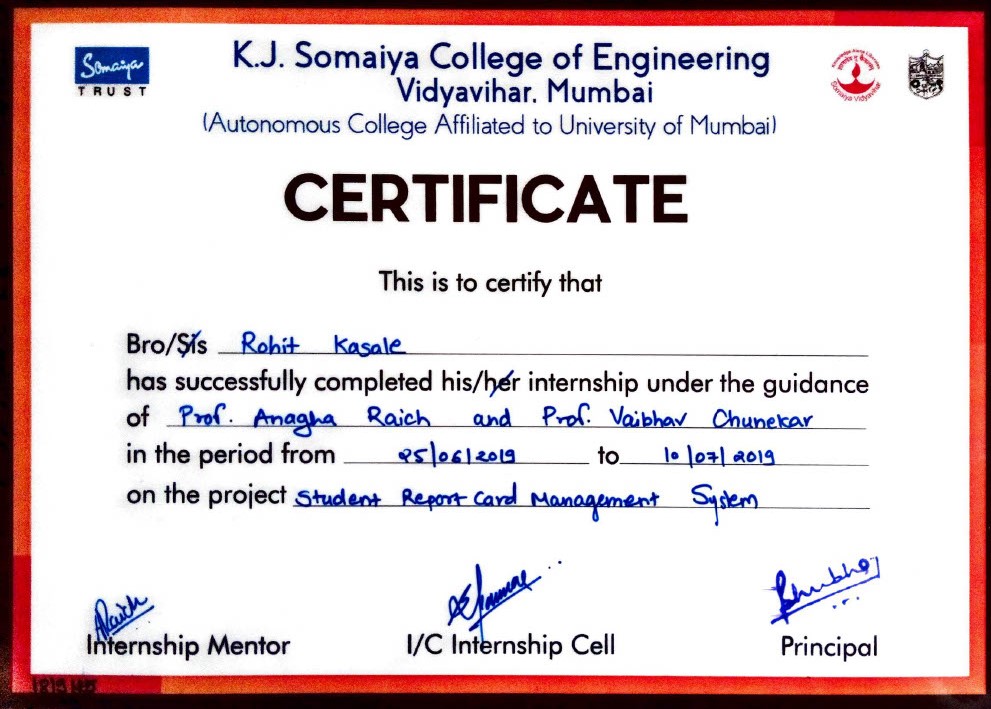 Somaiya
TRUST
K.J. Somaiya College of Engineering
Vidyavihar. Mumbai
(Autonomous College Affiliated to University of Mumbai)
Somaiya Vidyavihar
CERTIFICATE
This is to certify that
Bro/Sis Rohit Kasale
has successfully completed his/her internship under the guidance
of Prof. Anagha Raich and Prof. Vaibhav Chunekar
in the period from 25/06/2019 to 10/07/2019
on the project Student Report Card Management System
Raich
Internship Mentor
I/C Internship Cell
Principal